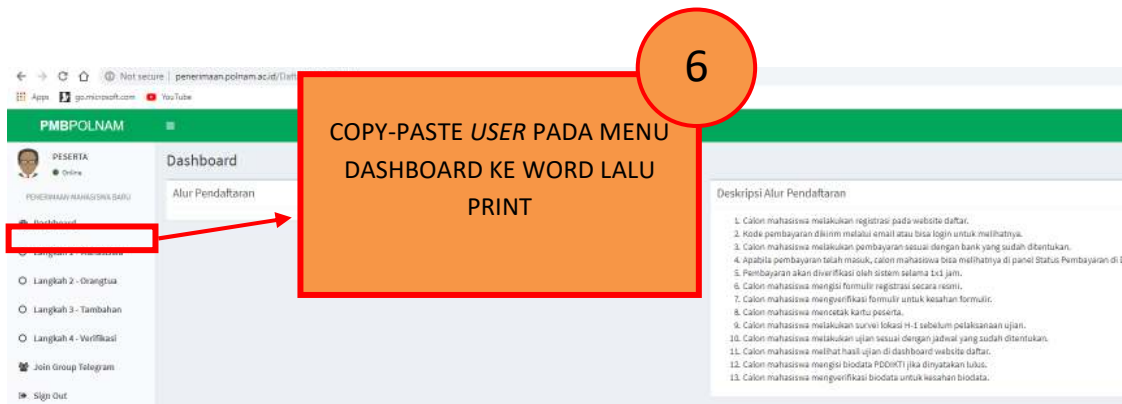 6
Not secure | penerimaan.polnam.ac.id/Daft
Apps go.microsoft.com YouTube
PMBPOLNAM
COPY-PASTE USER PADA MENU
DASHBOARD KE WORD LALU
PRINT
PESERTA
Online
PENERIMAAN MAHASISWA BARU
Dashboard
Langkah 1 - Mahasiswa
Langkah 2 - Orangtua
Langkah 3 - Tambahan
Langkah 4 - Verifikasi
Join Group Telegram
Sign Out
Dashboard
Alur Pendaftaran
Deskripsi Alur Pendaftaran
1. Calon mahasiswa melakukan registrasi pada website daftar.
2. Kode pembayaran dikirim melalui email atau bisa login untuk melihatnya.
3. Calon mahasiswa melakukan pembayaran sesuai dengan bank yang sudah ditentukan.
4. Apabila pembayaran telah masuk, calon mahasiswa bisa melihatnya di panel Status Pembayaran di
5. Pembayaran akan diverifikasi oleh sistem selama 1x1 jam.
6. Calon mahasiswa mengisi formulir registrasi secara resmi.
7. Calon mahasiswa mengverifikasi formulir untuk kesahan formulir.
8. Calon mahasiswa mencetak kartu peserta.
9. Calon mahasiswa melakukan survei lokasi H-1 sebelum pelaksanaan ujian.
10. Calon mahasiswa melakukan ujian sesuai dengan jadwal yang sudah ditentukan.
11. Calon mahasiswa melihat hasil ujian di dashboard website daftar.
12. Calon mahasiswa mengisi biodata PDDIKTI jika dinyatakan lulus.
13. Calon mahasiswa mengverifikasi biodata untuk kesahan biodata.